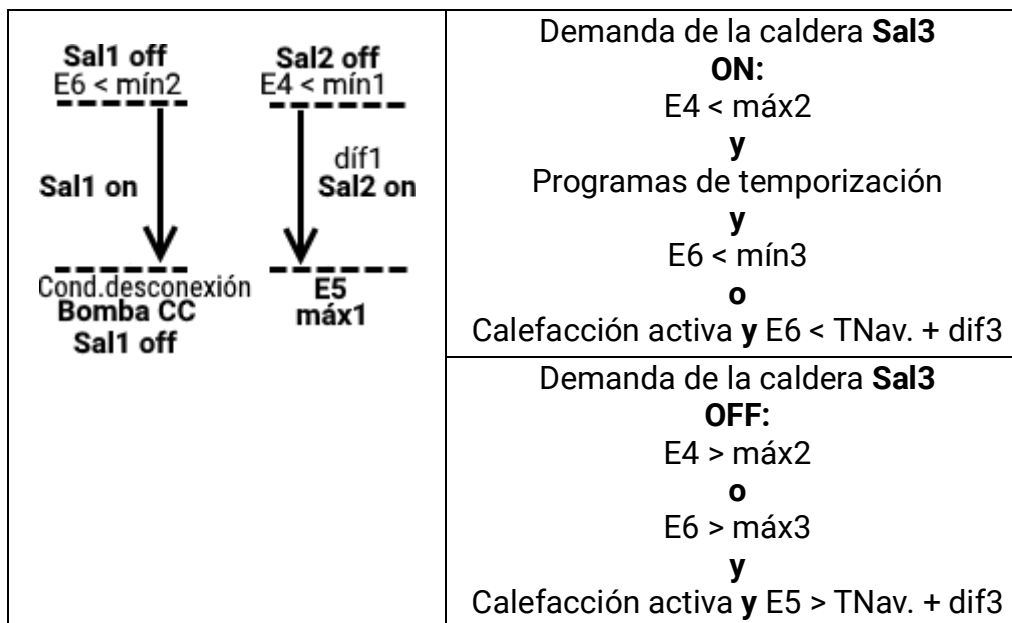 Sal1 off
E6 < mín2
Sal1 on
Cond.desconexión
Bomba CC
Sal1 off
Sal2 off
E4 < mín1
díf1
Sal2 on
E5
máx1
Demanda de la caldera Sal3
ON:
E4 < máx2
y
Programas de temporización
y
E6 < mín3
o
Calefacción activa y E6 < TNav. + dif3
Demanda de la caldera Sal3
OFF:
E4 > máx2
o
E6 > máx3
y
Calefacción activa y E5 > TNav. + dif3